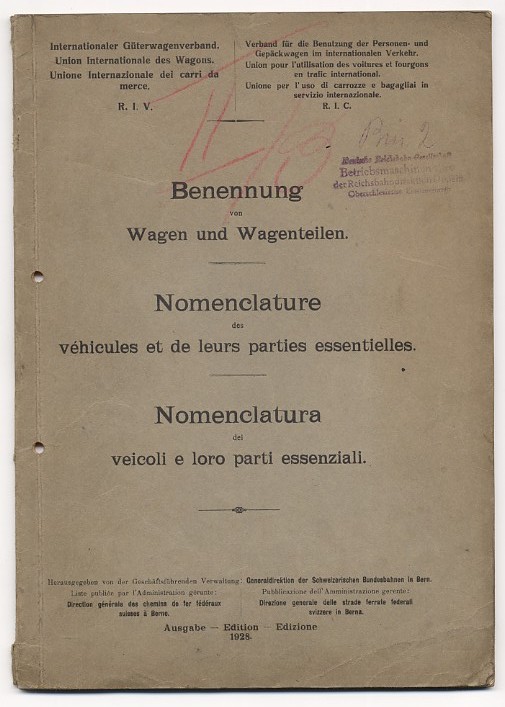 Internationaler Güterwagenverband.
Union Internationale des Wagons.
Unione Internazionale dei carri da
merce.
R. I. V.
Verband für die Benutzung der Personen- und
Gepäckwagen im internationalen Verkehr.
Union pour l'utilisation des voitures et fourgons
en trafic international.
Unione per l'uso di carrozze e bagagliai in
servizio internazionale.
R. I. C.
Benennung
von
Wagen und Wagenteilen.
Nomenclature
des
véhicules et de leurs parties essentielles.
Nomenclatura
dei
veicoli e loro parti essenziali.
Herausgegeben von der Geschäftsführenden Verwaltung: Generaldirektion der Schweizerischen Bundesbahnen in Bern.
Liste publiée par l'Administration gerante:
Direction générale des chemins de fer fédéraux
suisses à Berne.
Pubblicazione dell'Amministrazione gerente:
Direzione generale delle strade ferrate federali
svizzere in Berna.
Ausgabe — Edition — Edizione
1928.